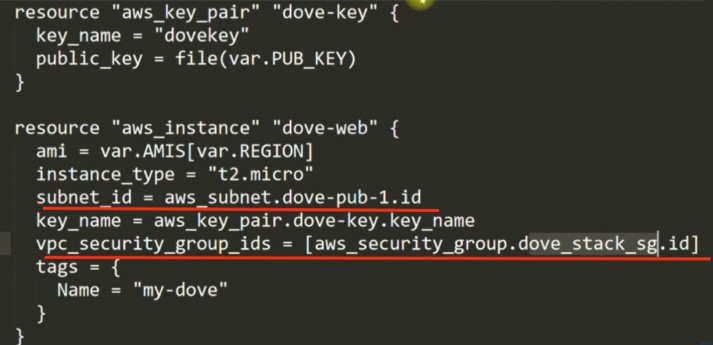 resource "aws_key_pair" "dove-key" {
  key_name = "dovekey"
  public_key = file(var.PUB_KEY)
}

resource "aws_instance" "dove-web" {
  ami = var.AMIS[var.REGION]
  instance_type = "t2.micro"
  subnet_id = aws_subnet.dove-pub-1.id
  key_name = aws_key_pair.dove-key.key_name
  vpc_security_group_ids = [aws_security_group.dove_stack_sg.id]
  tags = {
    Name = "my-dove"
  }
}